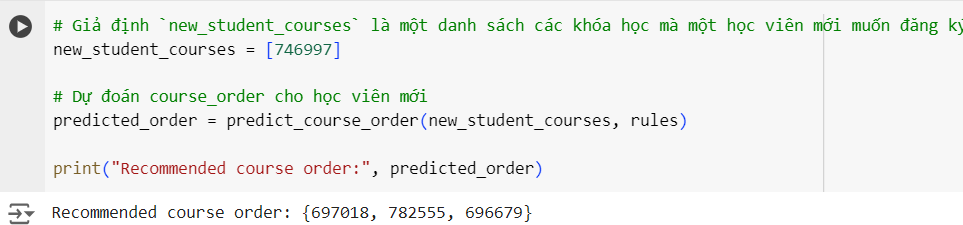 # Giả định `new_student_courses` là một danh sách các khóa học mà một học viên mới muốn đăng ký
new_student_courses = [746997]
# Dự đoán course_order cho học viên mới
predicted_order = predict_course_order(new_student_courses, rules)
print("Recommended course order:", predicted_order)
Recommended course order: {697018, 782555, 696679}